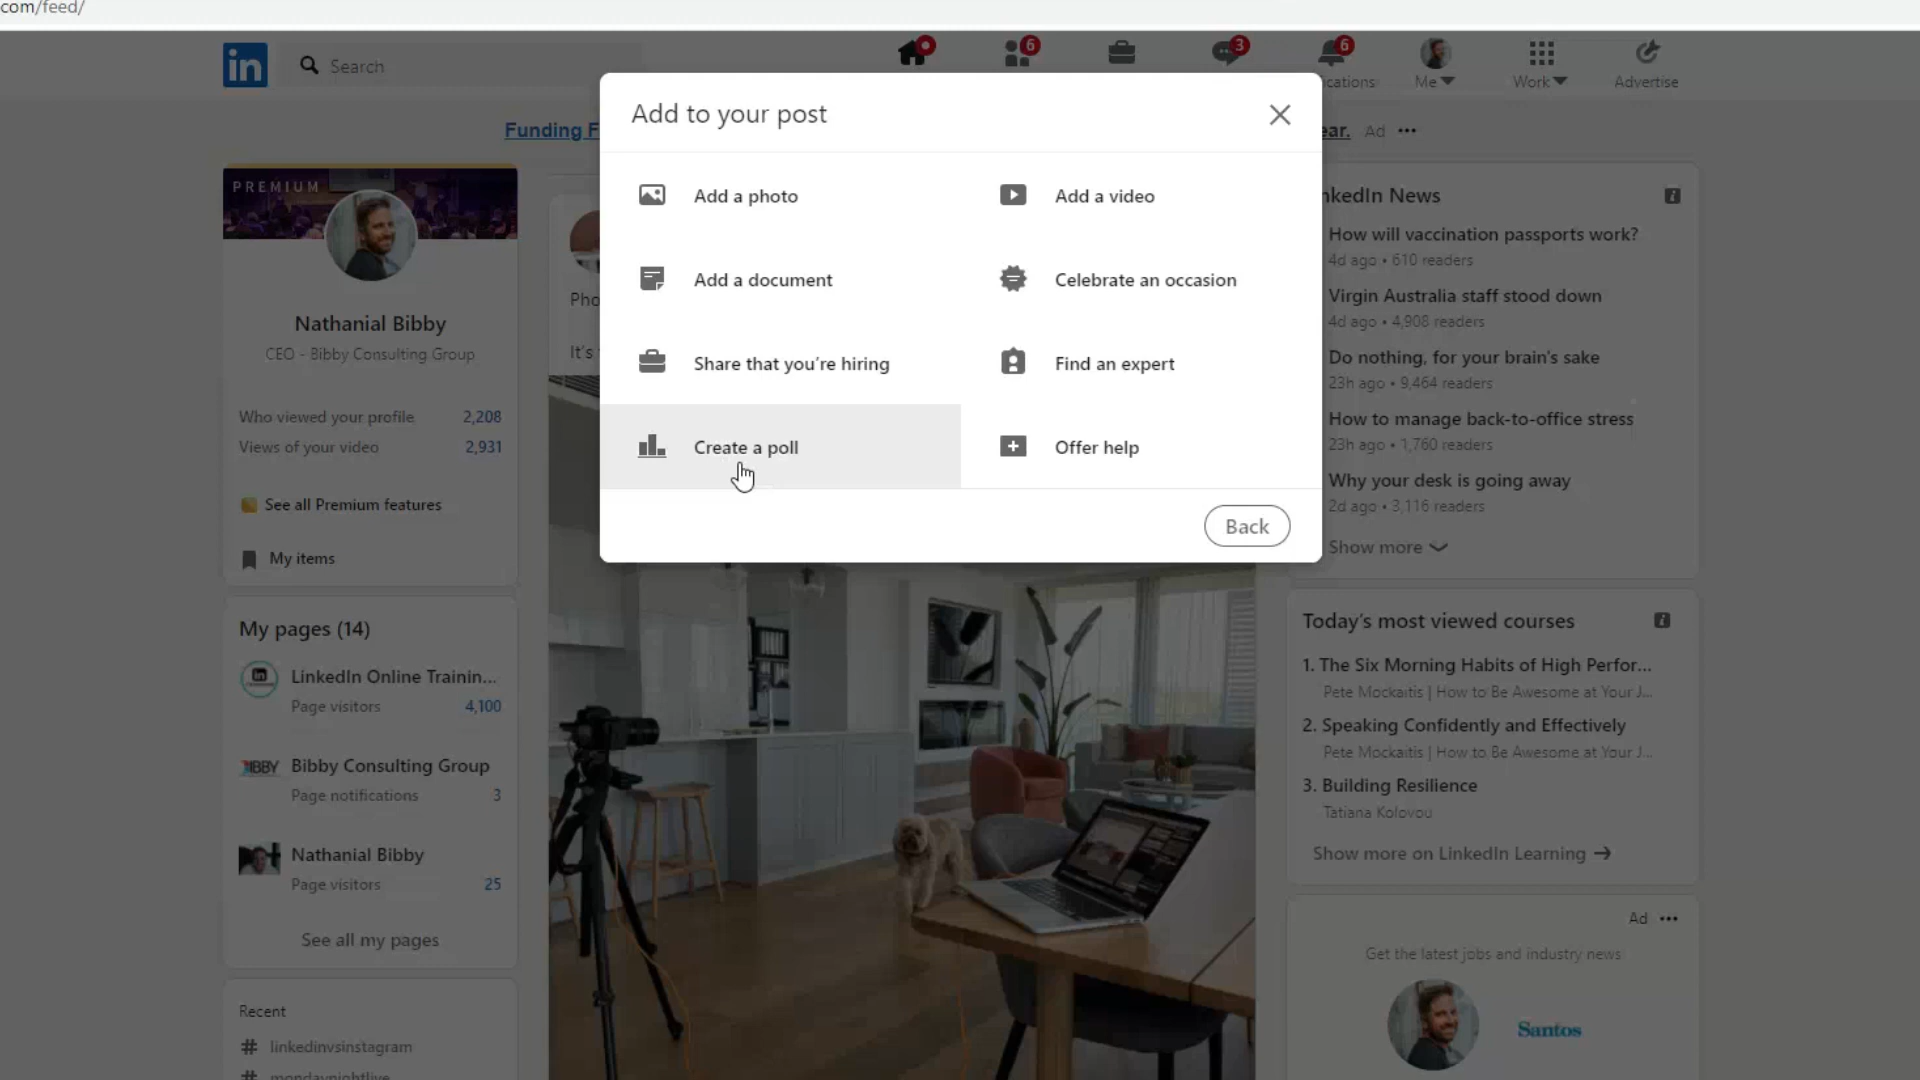 com/feed/
in
Search
6
3
6
cations
Me
Work
Advertise
Funding F
ear.
Ad
Add to your post
Add a photo
Add a video
Add a document
Celebrate an occasion
Share that you're hiring
Find an expert
Create a poll
Offer help
Back
PREMIUM
Nathanial Bibby
CEO - Bibby Consulting Group
Who viewed your profile 2,208
Views of your video 2,931
See all Premium features
My items
My pages (14)
in
LinkedIn Online Trainin...
Page visitors 4,100
BIBBY
Bibby Consulting Group
Page notifications 3
Nathanial Bibby
Page visitors 25
See all my pages
Recent
# linkedinvsinstagram
# mondaynightlive
Pho
It's
nkedIn News
How will vaccination passports work?
4d ago • 610 readers
Virgin Australia staff stood down
4d ago • 4,908 readers
Do nothing, for your brain's sake
23h ago • 9,464 readers
How to manage back-to-office stress
23h ago • 1,760 readers
Why your desk is going away
2d ago • 3,116 readers
Show more
Today's most viewed courses
1. The Six Morning Habits of High Perfor...
Pete Mockaitis | How to Be Awesome at Your J...
2. Speaking Confidently and Effectively
Pete Mockaitis | How to Be Awesome at Your J...
3. Building Resilience
Tatiana Kolovou
Show more on LinkedIn Learning →
Ad
Get the latest jobs and industry news
Santos